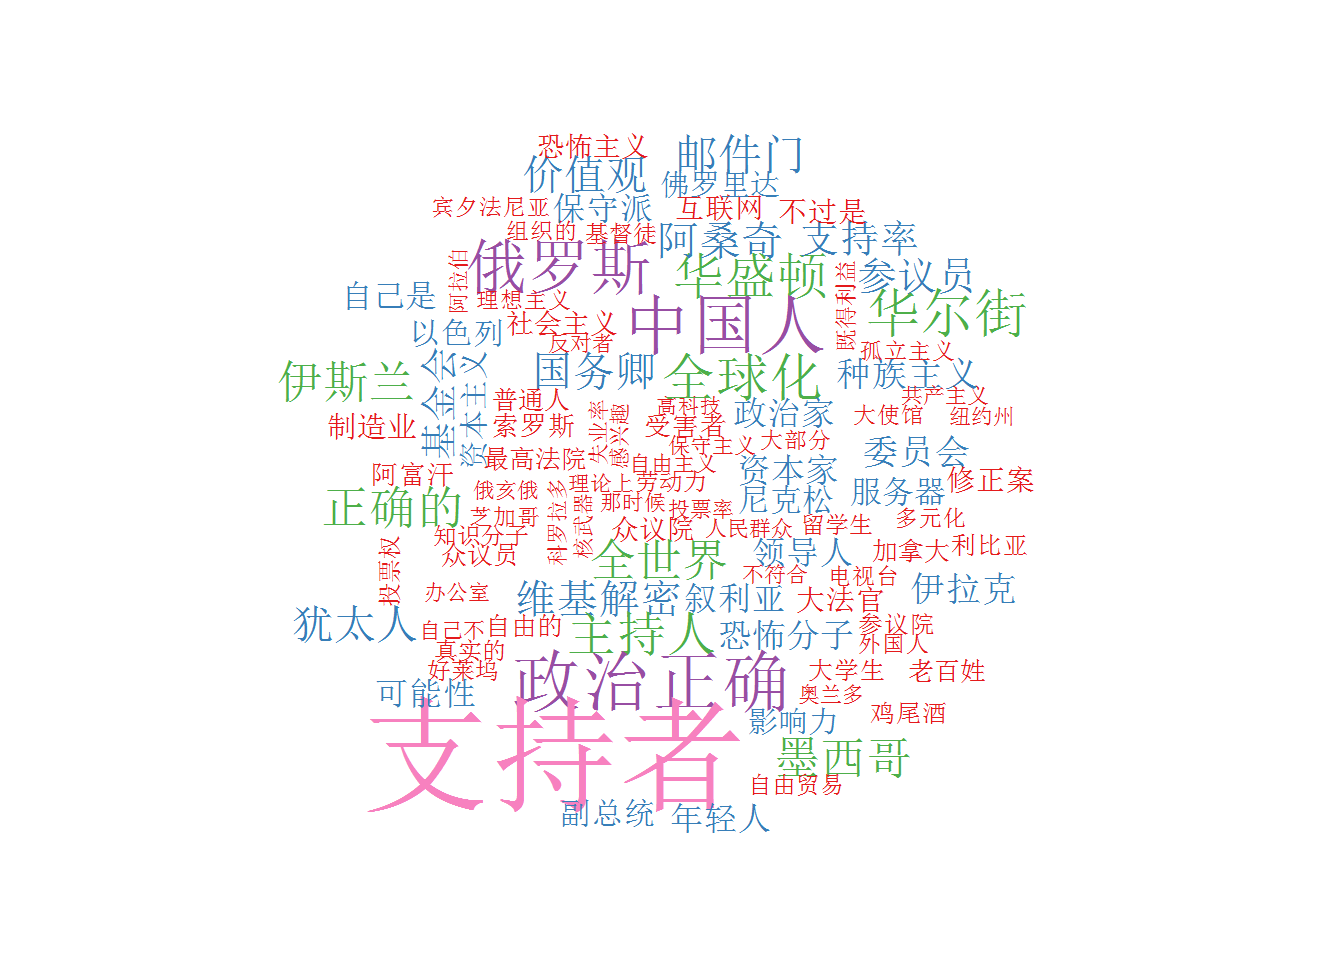 恐怖主义
邮件门
价值观
佛罗里达
宾夕法尼亚
保守派
互联网
不过是
组织的
基督徒
阿桑奇
支持率
俄罗斯
华盛顿
参议员
阿拉伯
既得利益
自己是
理想主义
中国人
华尔街
以色列
社会主义
反对者
孤立主义
伊斯兰
基金会
资本主义
国务卿
全球化
种族主义
普通人
高科技
共产主义
制造业
索罗斯
失业率
感兴趣
受害者
政治家
大使馆
纽约州
保守主义
大部分
委员会
最高法院
自由主义
资本家
阿富汗
修正案
正确的
俄亥俄
理论上
劳动力
尼克松
服务器
芝加哥
科罗拉多
核武器
那时候
投票率
知识分子
众议院
人民群众
留学生
多元化
众议员
全世界
领导人
加拿大
利比亚
投票权
不符合
电视台
办公室
维基解密
叙利亚
大法官
伊拉克
犹太人
自己不
自由的
主持人
恐怖分子
参议院
真实的
外国人
好莱坞
政治正确
大学生
老百姓
可能性
奥兰多
支持者
影响力
鸡尾酒
墨西哥
自由贸易
副总统
年轻人